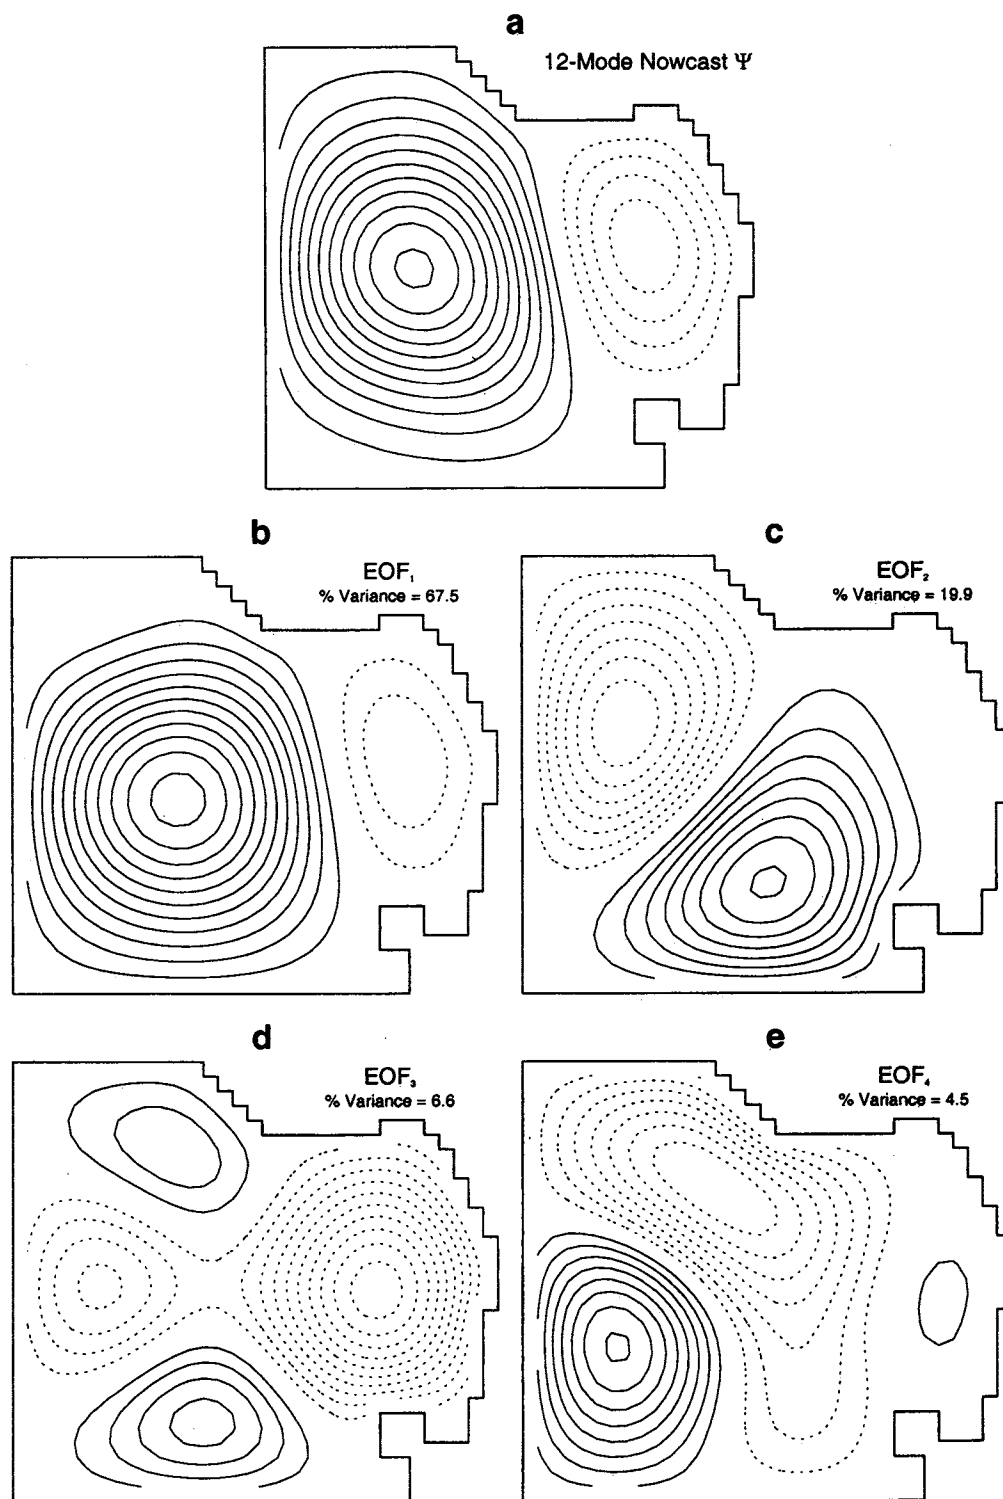 a
12-Mode Nowcast Ψ
b
EOF₁
% Variance = 67.5
c
EOF₂
% Variance = 19.9
d
EOF₃
% Variance = 6.6
e
EOF₄
% Variance = 4.5